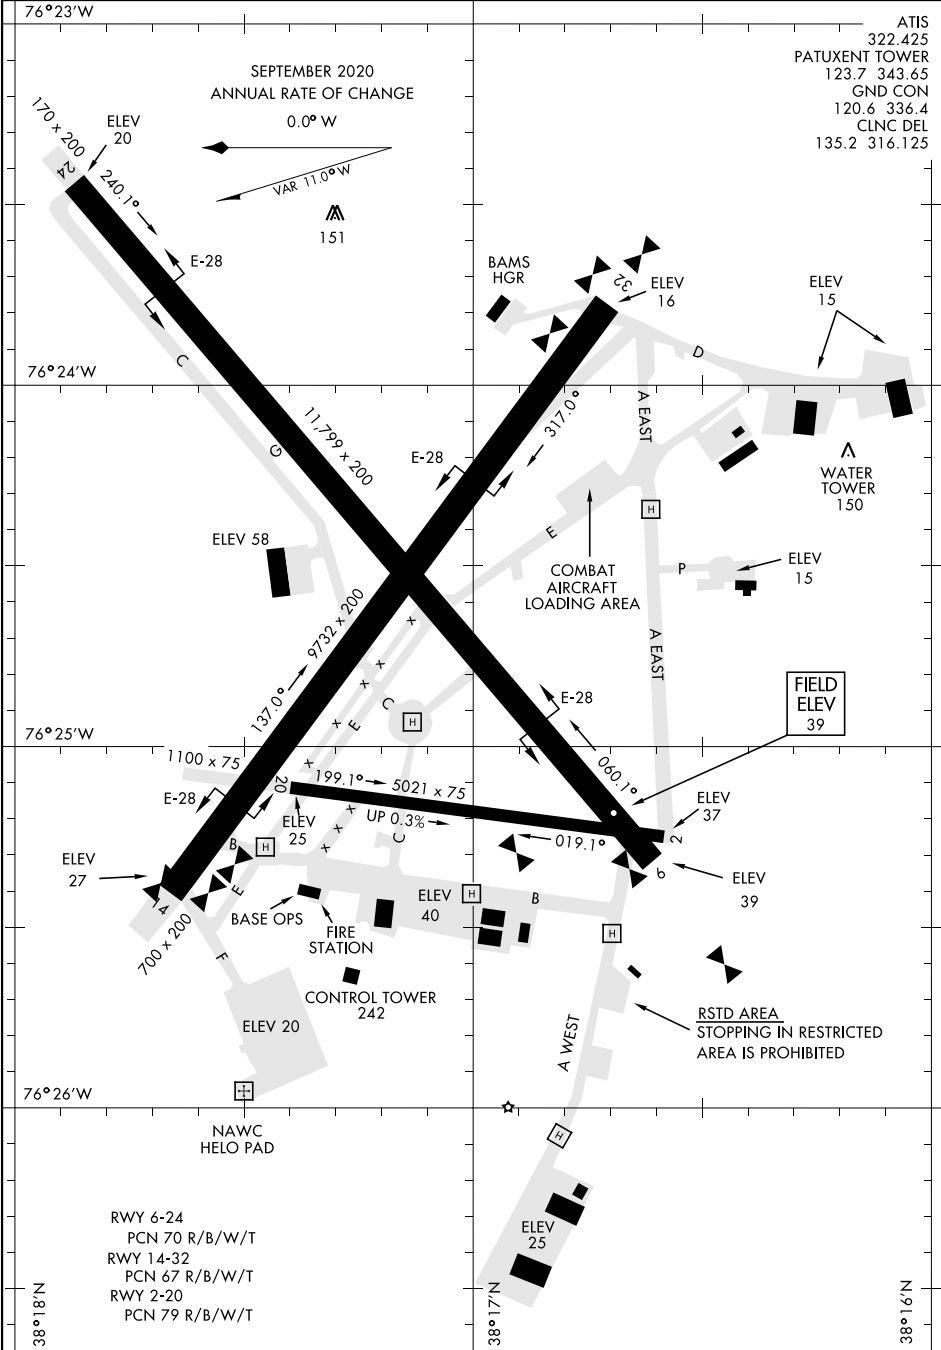 76°23'W
ATIS
322.425
PATUXENT TOWER
123.7 343.65
GND CON
120.6 336.4
CLNC DEL
135.2 316.125
SEPTEMBER 2020
ANNUAL RATE OF CHANGE
0.0° W
VAR 11.0°W
151
170 x 200
ELEV
20
24
240.1°
E-28
C
BAMS
HGR
32
ELEV
16
ELEV
15
D
76°24'W
11,799 x 200
G
317.0°
E-28
A EAST
WATER
TOWER
150
H
ELEV 58
E
COMBAT
AIRCRAFT
LOADING AREA
P
ELEV
15
9732 x 200
137.0°
A EAST
FIELD
ELEV
39
E-28
C
E
H
76°25'W
060.1°
1100 x 75
E-28
20
199.1°
5021 x 75
UP 0.3%
ELEV
25
C
019.1°
2
ELEV
37
6
ELEV
39
ELEV
27
B
H
E
14
700 x 200
BASE OPS
FIRE
STATION
ELEV
40
H
B
H
F
CONTROL TOWER
242
ELEV 20
A WEST
RSTD AREA
STOPPING IN RESTRICTED
AREA IS PROHIBITED
76°26'W
NAWC
HELO PAD
H
ELEV
25
RWY 6-24
PCN 70 R/B/W/T
RWY 14-32
PCN 67 R/B/W/T
RWY 2-20
PCN 79 R/B/W/T
38°18'N
38°17'N
38°16'N